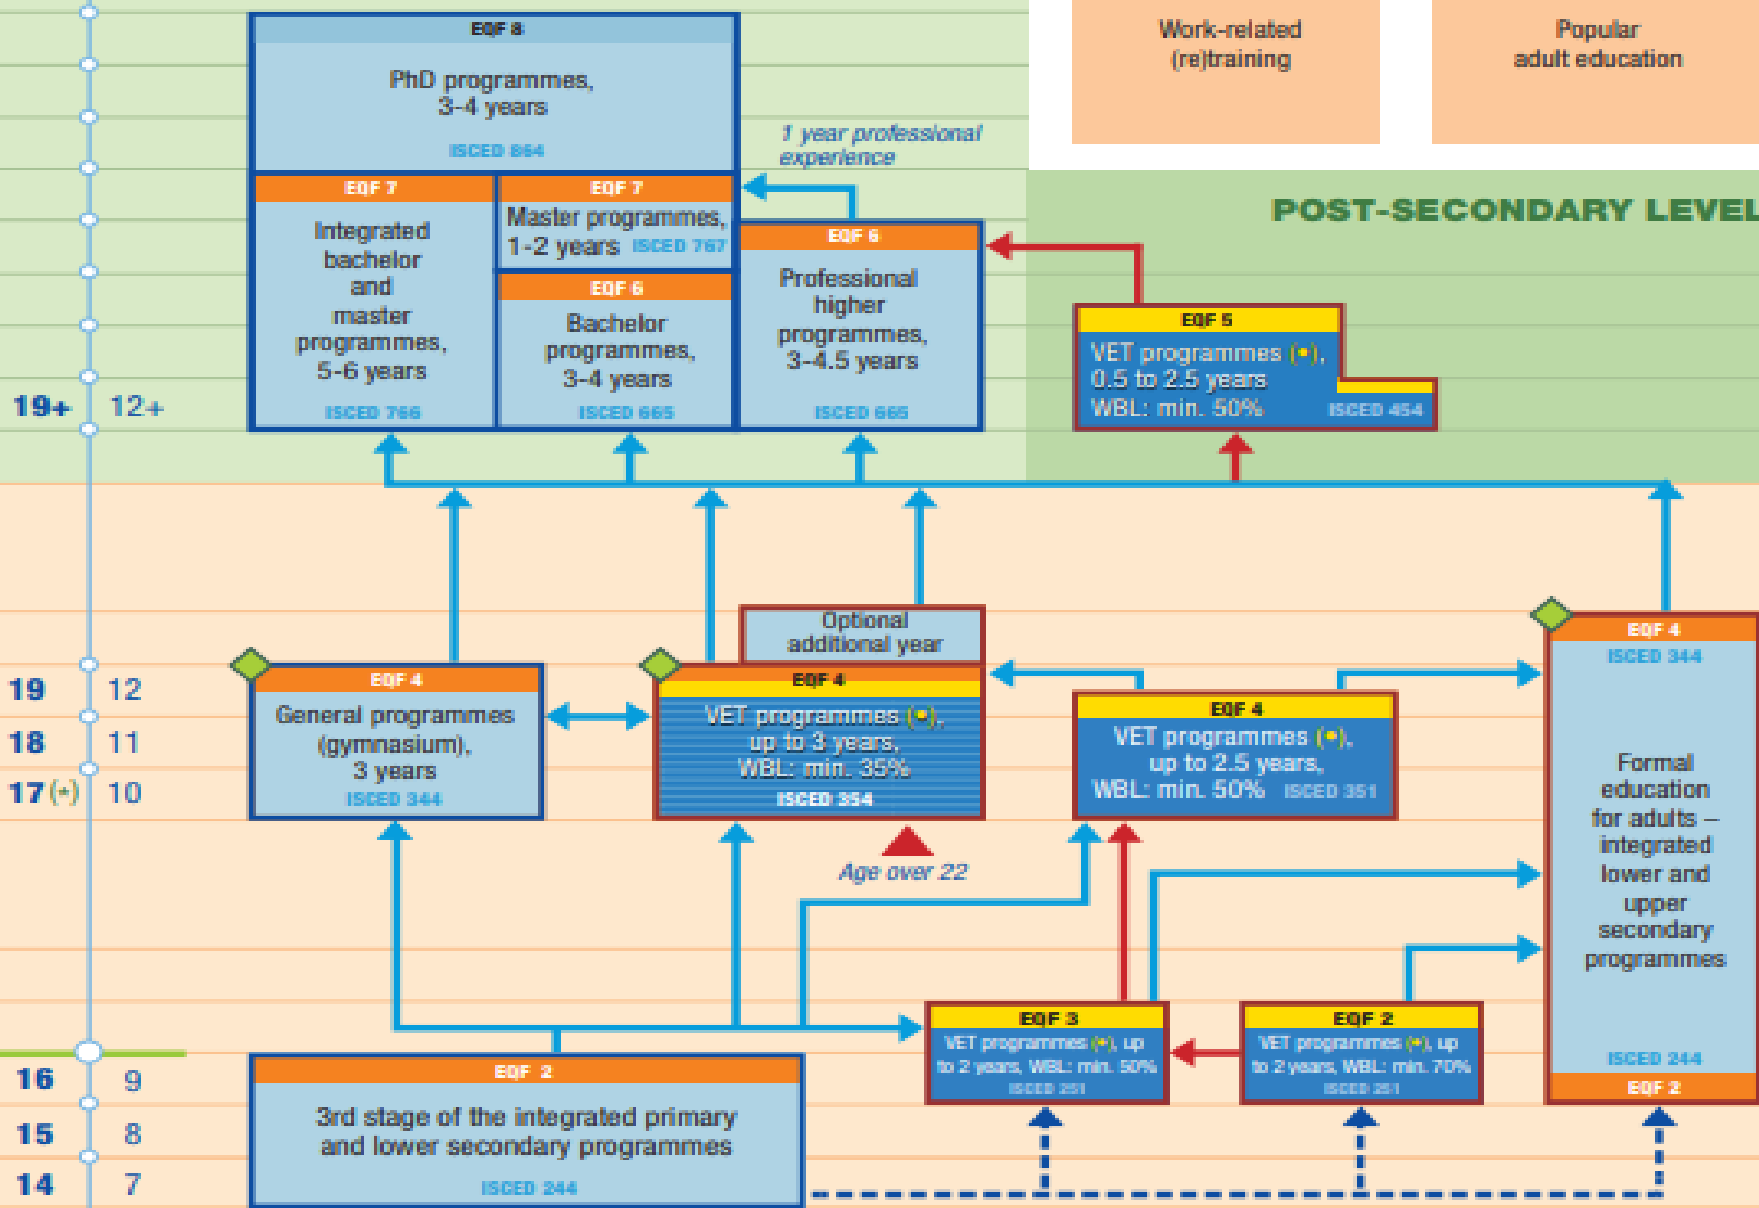 EQF 8
PhD programmes,
3-4 years
ISCED 864
Work-related
(re)training
Popular
adult education
1 year professional
experience
POST-SECONDARY LEVEL
EQF 7
Integrated
bachelor
and
master
programmes,
5-6 years
ISCED 766
EQF 7
Master programmes,
1-2 years ISCED 767
EQF 6
Bachelor
programmes,
3-4 years
ISCED 665
EQF 6
Professional
higher
programmes,
3-4.5 years
ISCED 665
EQF 5
VET programmes (•),
0.5 to 2.5 years
WBL: min. 50% ISCED 454
19+ 12+
Optional
additional year
EQF 4
General programmes
(gymnasium),
3 years
ISCED 344
EQF 4
VET programmes (•),
up to 3 years,
WBL: min. 35%
ISCED 354
Age over 22
EQF 4
VET programmes (•),
up to 2.5 years,
WBL: min. 50% ISCED 351
EQF 4
ISCED 344
Formal
education
for adults –
integrated
lower and
upper
secondary
programmes
ISCED 244
EQF 2
19 12
18 11
17 (•) 10
EQF 3
VET programmes (•), up
to 2 years, WBL: min. 50%
ISCED 251
EQF 2
VET programmes (•), up
to 2 years, WBL: min. 70%
ISCED 251
16 9
15 8
14 7
EQF 2
3rd stage of the integrated primary
and lower secondary programmes
ISCED 244